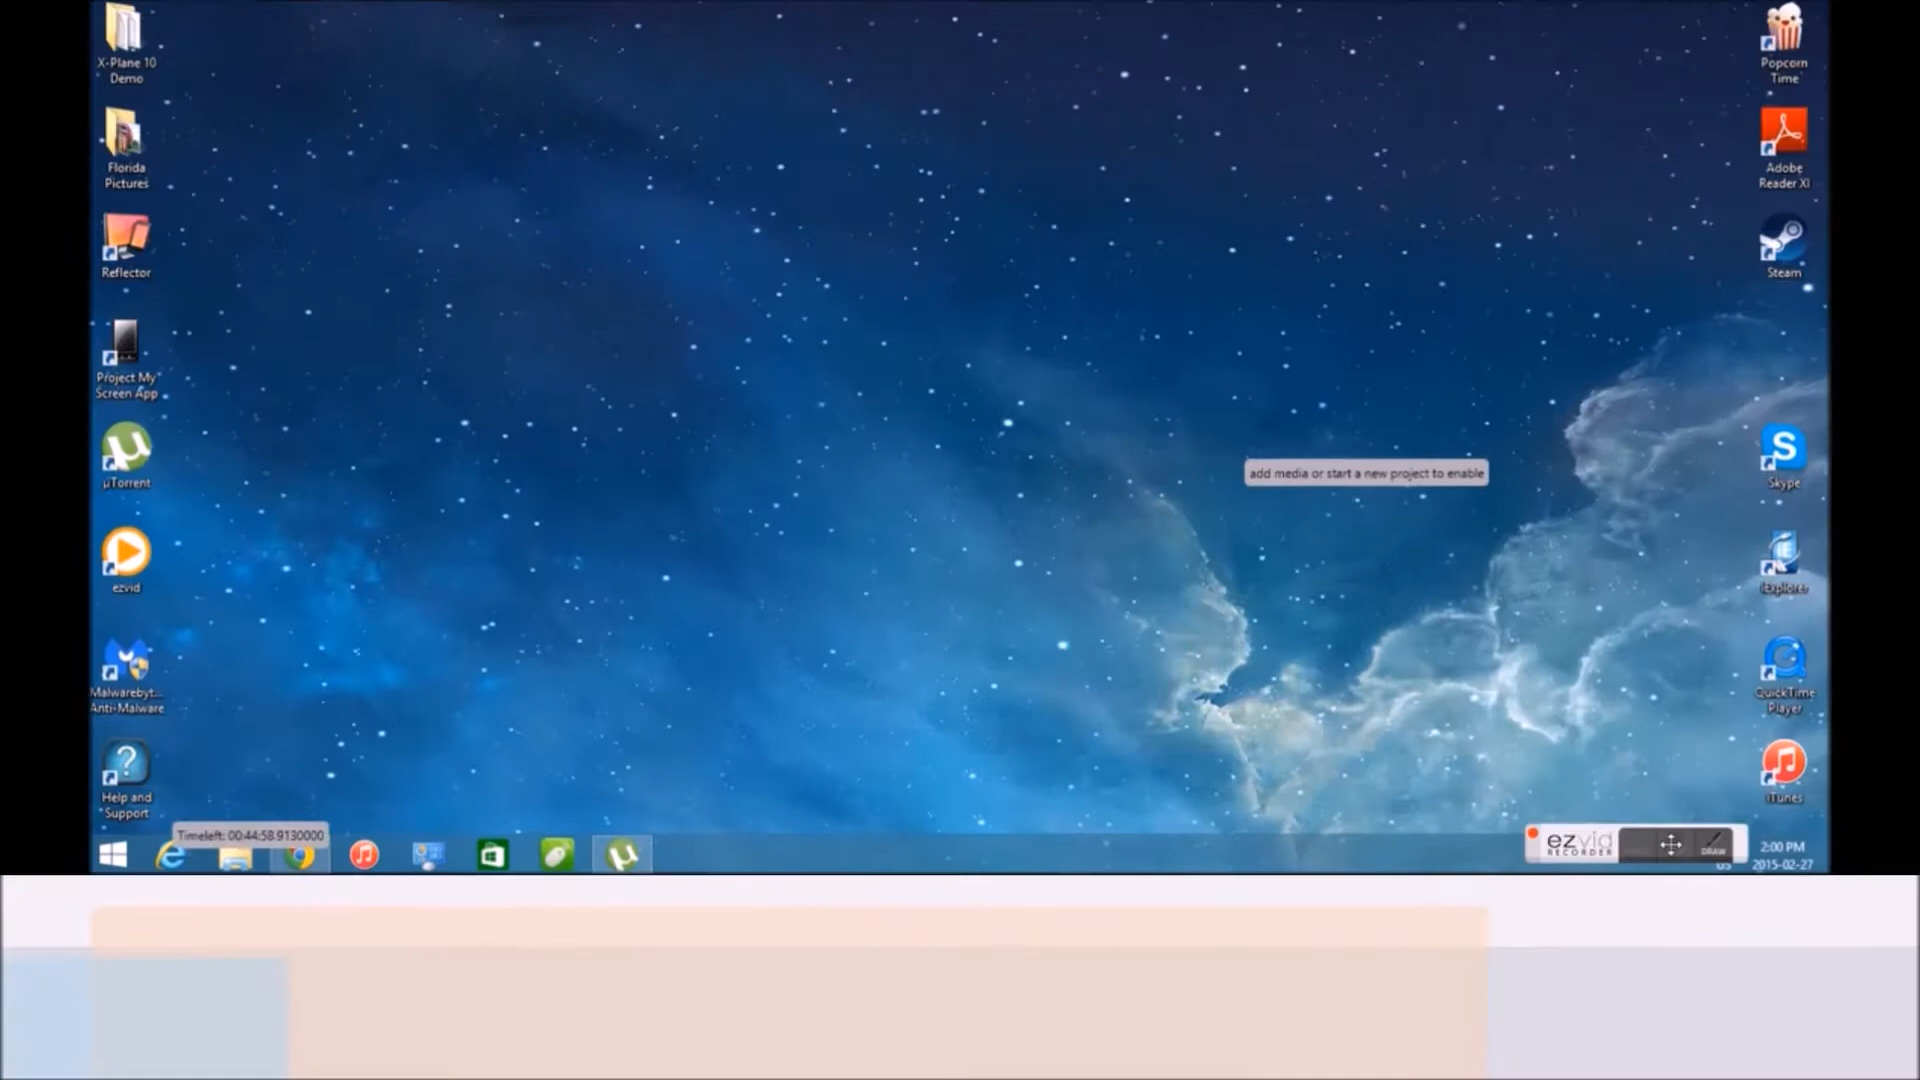 X-Plane 10
Demo
Florida
Pictures
Reflector
Project My
Screen App
µTorrent
ezvid
Malwarebyt...
Anti-Malware
Help and
Support
Popcorn
Time
Adobe
Reader XI
Steam
Skype
iExplorer
QuickTime
Player
iTunes
add media or start a new project to enable
Timeleft: 00:44:58.9130000
ezvid
RECORDER
DRAW
US
2:00 PM
2015-02-27